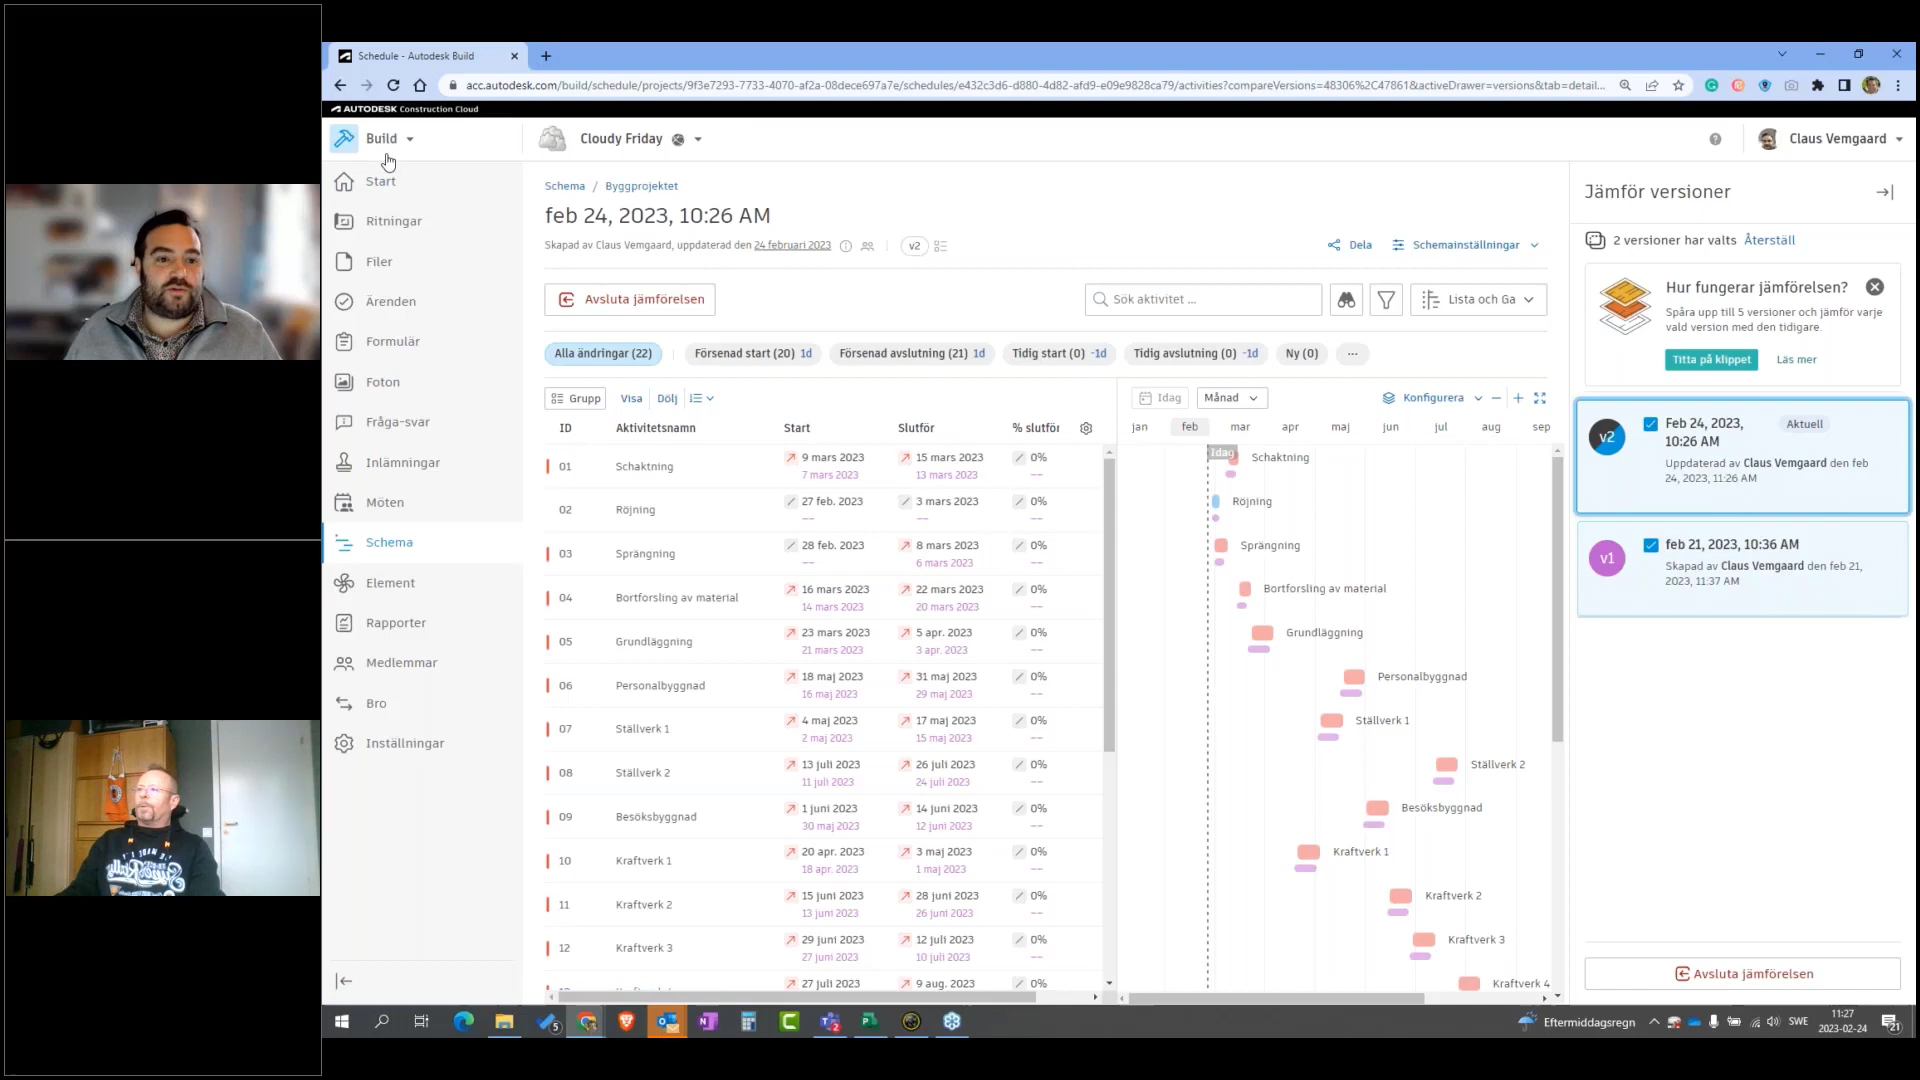 Schedule - Autodesk Build
acc.autodesk.com/build/schedule/projects/9f3e7293-7733-4070-af2a-08dece697a7e/schedules/e432c3d6-d880-4d82-afd9-e09e9828ca79/activities?compareVersions=48306%2C47861&activeDrawer=versions&tab=detail...
AUTODESK Construction Cloud
Build
Cloudy Friday
Claus Vemgaard
Start
Ritningar
Filer
Ärenden
Formulär
Foton
Fråga-svar
Inlämningar
Möten
Schema
Element
Rapporter
Medlemmar
Bro
Inställningar
Schema / Byggprojektet
feb 24, 2023, 10:26 AM
Skapad av Claus Vemgaard, uppdaterad den 24 februari 2023 v2
Dela Schemainställningar
Avsluta jämförelsen
Sök aktivitet ...
Lista och Ga
Alla ändringar (22) Försenad start (20) 1d Försenad avslutning (21) 1d Tidig start (0) -1d Tidig avslutning (0) -1d Ny (0) ...
Grupp Visa Dölj
ID Aktivitetsnamn Start Slutför % slutför
01 Schaktning 9 mars 2023 15 mars 2023 0%
7 mars 2023 13 mars 2023 --
02 Röjning 27 feb. 2023 3 mars 2023 0%
-- -- --
03 Sprängning 28 feb. 2023 8 mars 2023 0%
-- 6 mars 2023 --
04 Bortforsling av material 16 mars 2023 22 mars 2023 0%
14 mars 2023 20 mars 2023 --
05 Grundläggning 23 mars 2023 5 apr. 2023 0%
21 mars 2023 3 apr. 2023 --
06 Personalbyggnad 18 maj 2023 31 maj 2023 0%
16 maj 2023 29 maj 2023 --
07 Ställverk 1 4 maj 2023 17 maj 2023 0%
2 maj 2023 15 maj 2023 --
08 Ställverk 2 13 juli 2023 26 juli 2023 0%
11 juli 2023 24 juli 2023 --
09 Besöksbyggnad 1 juni 2023 14 juni 2023 0%
30 maj 2023 12 juni 2023 --
10 Kraftverk 1 20 apr. 2023 3 maj 2023 0%
18 apr. 2023 1 maj 2023 --
11 Kraftverk 2 15 juni 2023 28 juni 2023 0%
13 juni 2023 26 juni 2023 --
12 Kraftverk 3 29 juni 2023 12 juli 2023 0%
27 juni 2023 10 juli 2023 --
27 juli 2023 9 aug. 2023 0%
Idag Månad Konfigurera
jan feb mar apr maj jun jul aug sep
Idag
Schaktning
Röjning
Sprängning
Bortforsling av material
Grundläggning
Personalbyggnad
Ställverk 1
Ställverk 2
Besöksbyggnad
Kraftverk 1
Kraftverk 2
Kraftverk 3
Kraftverk 4
Jämför versioner
2 versioner har valts Återställ
Hur fungerar jämförelsen?
Spåra upp till 5 versioner och jämför varje
vald version med den tidigare.
Titta på klippet Läs mer
v2
Feb 24, 2023,
10:26 AM
Aktuell
Uppdaterad av Claus Vemgaard den feb
24, 2023, 11:26 AM
v1
feb 21, 2023, 10:36 AM
Skapad av Claus Vemgaard den feb 21,
2023, 11:37 AM
Avsluta jämförelsen
Eftermiddagsregn
SWE
11:27
2023-02-24
21